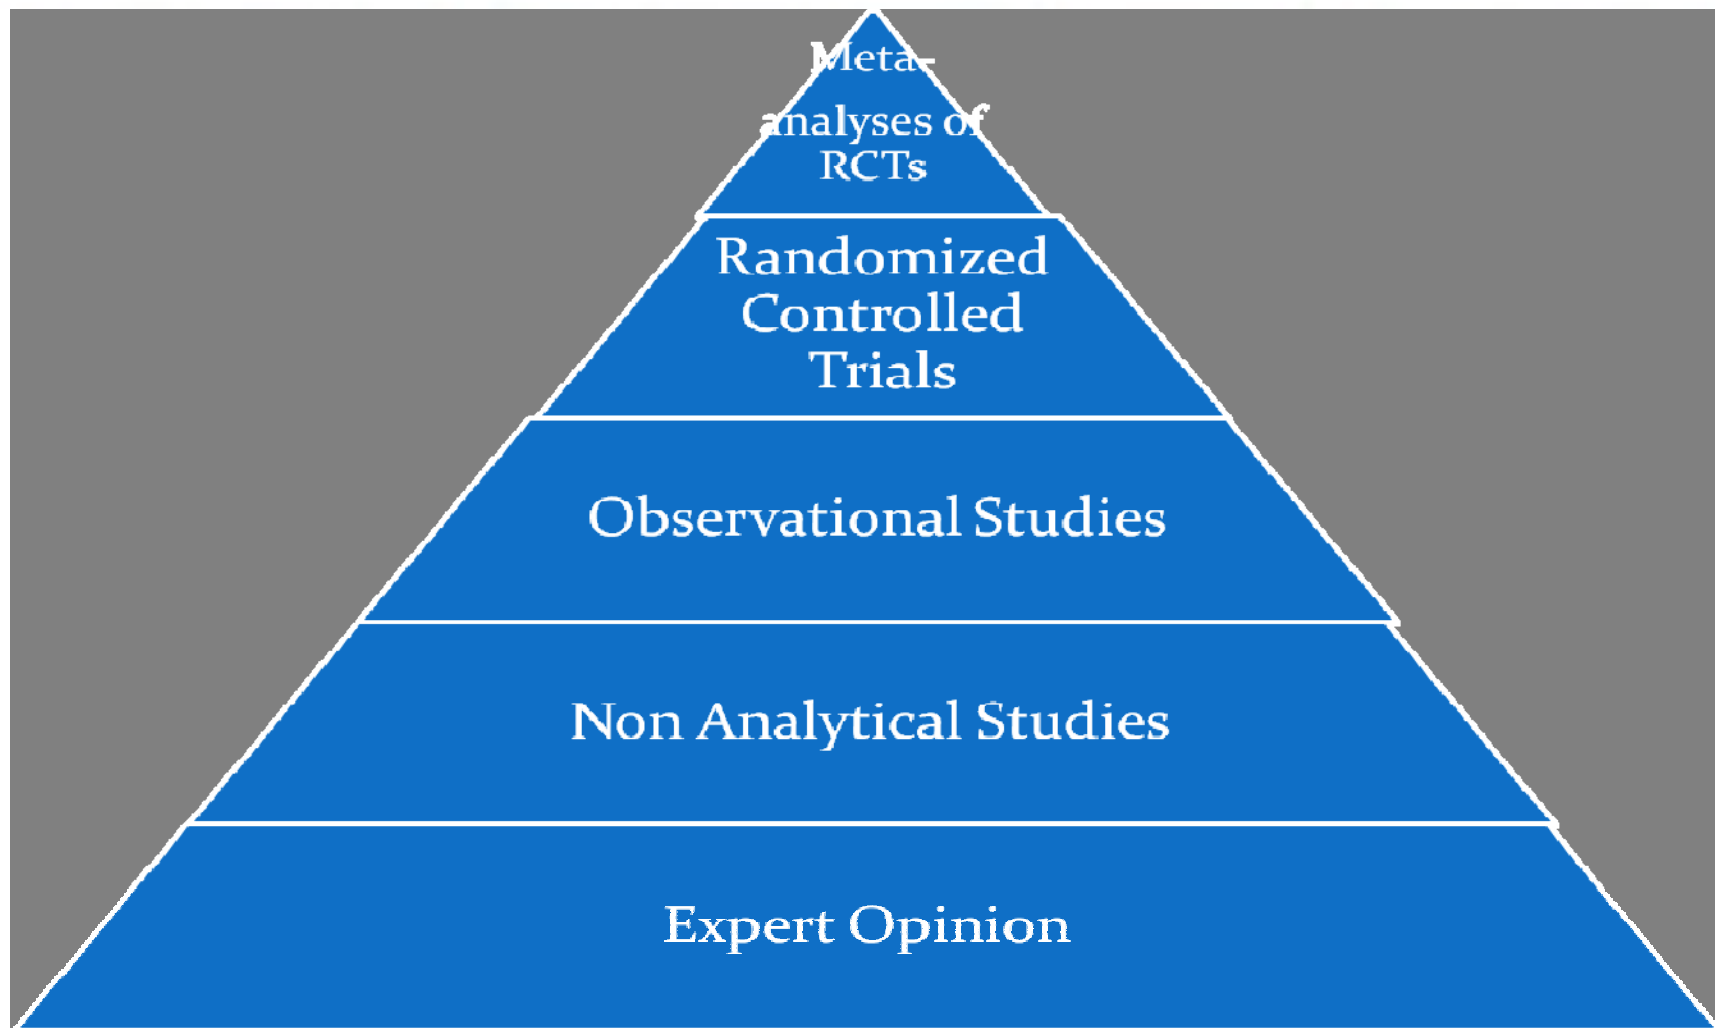 Meta-
analyses of
RCTs
Randomized
Controlled
Trials
Observational Studies
Non Analytical Studies
Expert Opinion